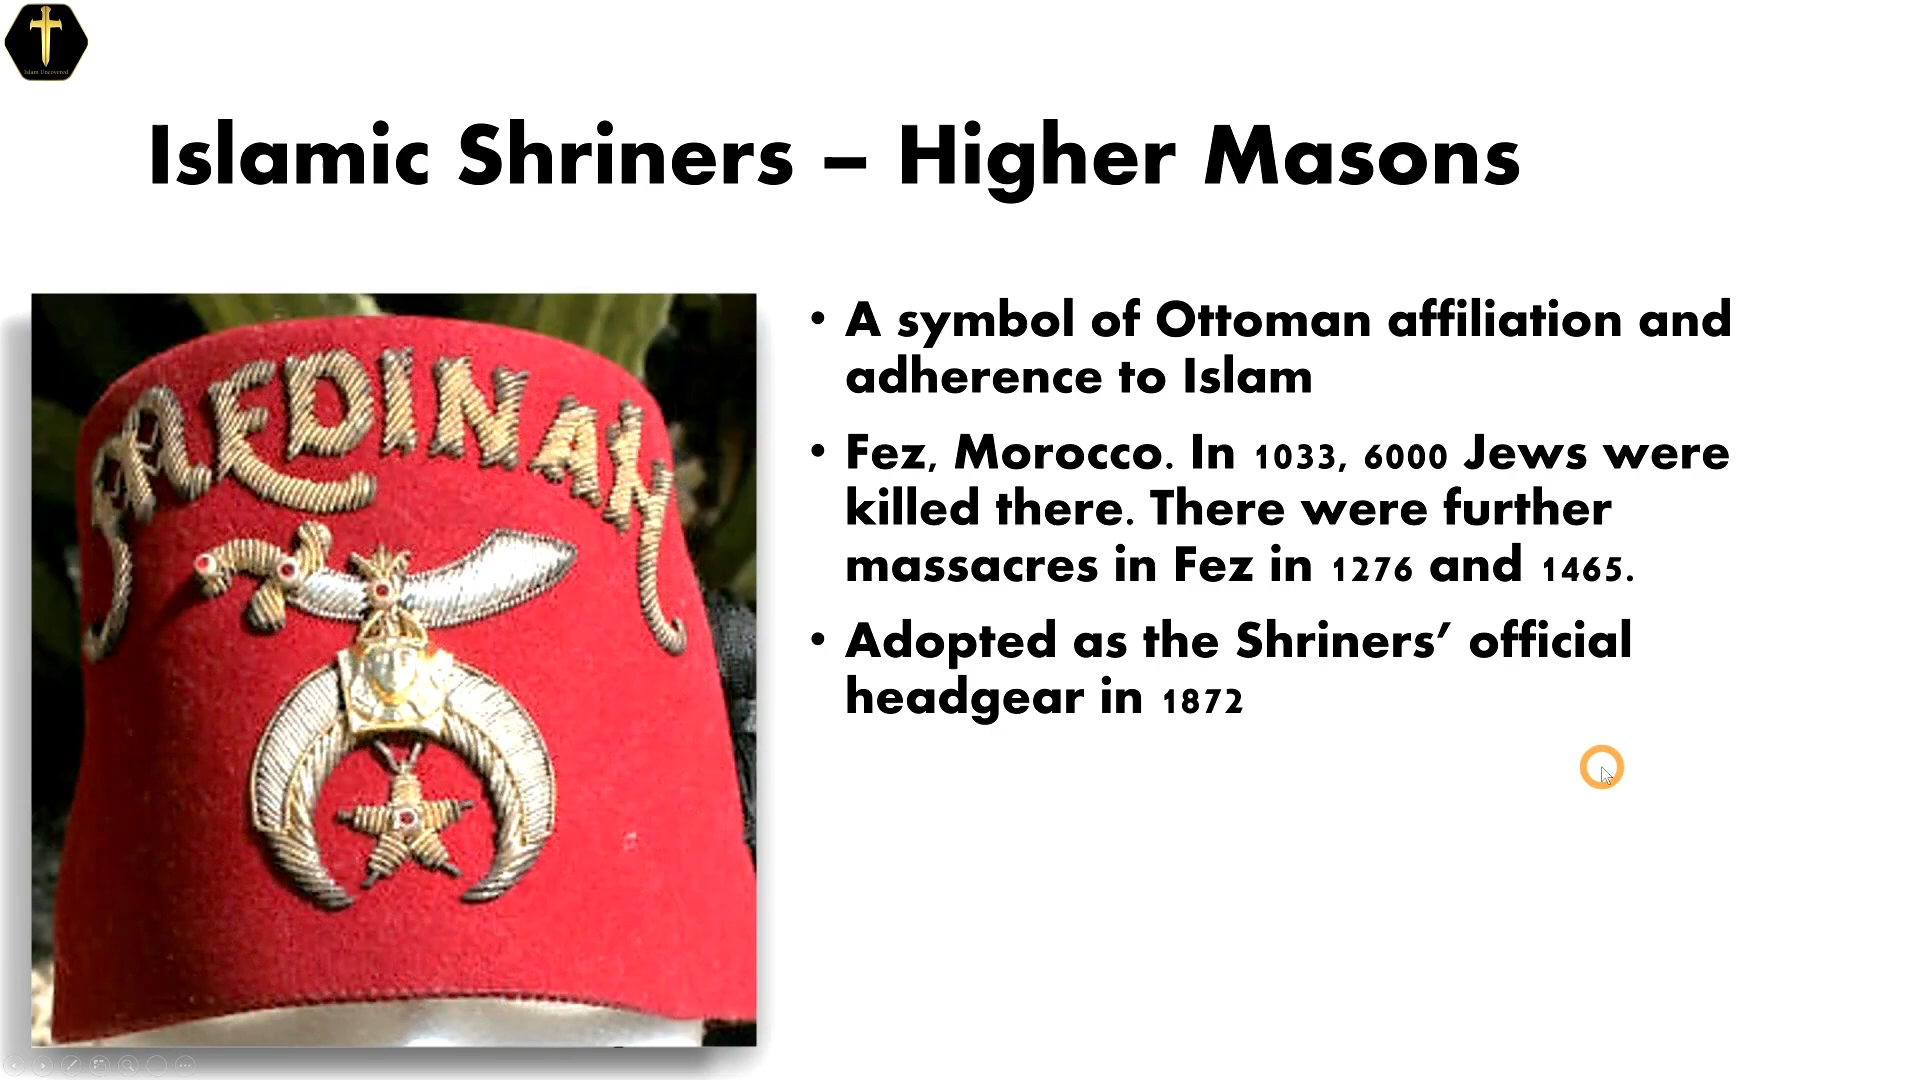 Islam Uncovered
Islamic Shriners – Higher Masons
MEDINAH
• A symbol of Ottoman affiliation and
adherence to Islam
• Fez, Morocco. In 1033, 6000 Jews were
killed there. There were further
massacres in Fez in 1276 and 1465.
• Adopted as the Shriners’ official
headgear in 1872